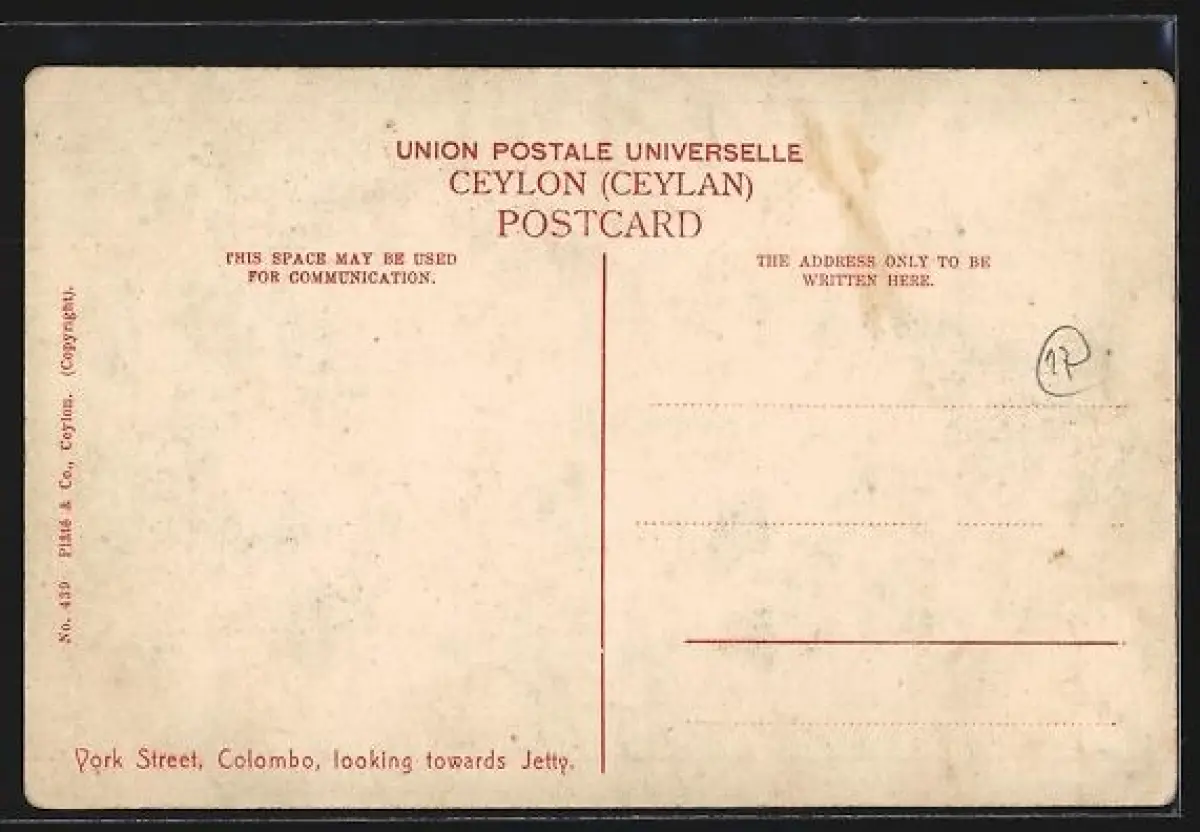 UNION POSTALE UNIVERSELLE
CEYLON (CEYLAN)
POSTCARD
THIS SPACE MAY BE USED
FOR COMMUNICATION.
THE ADDRESS ONLY TO BE
WRITTEN HERE.
17
No. 439 Plâté & Co., Ceylon. (Copyright).
York Street, Colombo, looking towards Jetty.